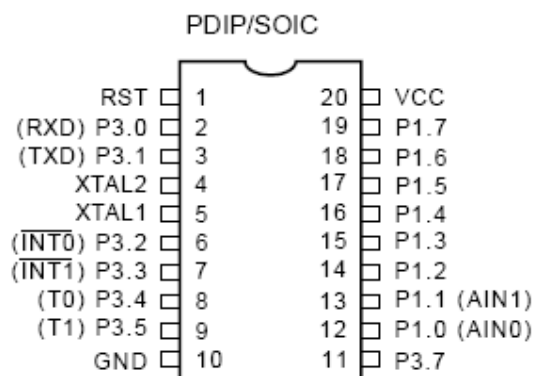 PDIP/SOIC
RST 1 20 VCC
(RXD) P3.0 2 19 P1.7
(TXD) P3.1 3 18 P1.6
XTAL2 4 17 P1.5
XTAL1 5 16 P1.4
(INT0) P3.2 6 15 P1.3
(INT1) P3.3 7 14 P1.2
(T0) P3.4 8 13 P1.1 (AIN1)
(T1) P3.5 9 12 P1.0 (AIN0)
GND 10 11 P3.7